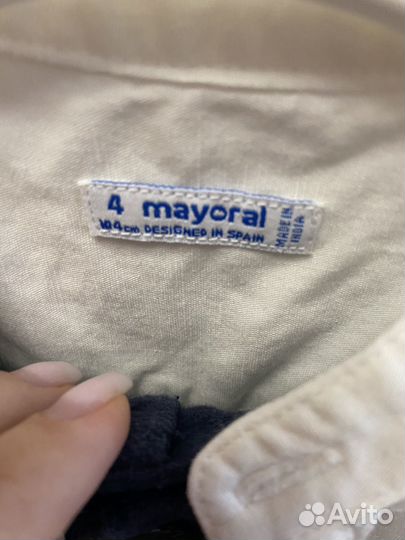 4 mayoral
104cm DESIGNED IN SPAIN
MADE IN
INDIA
Avito